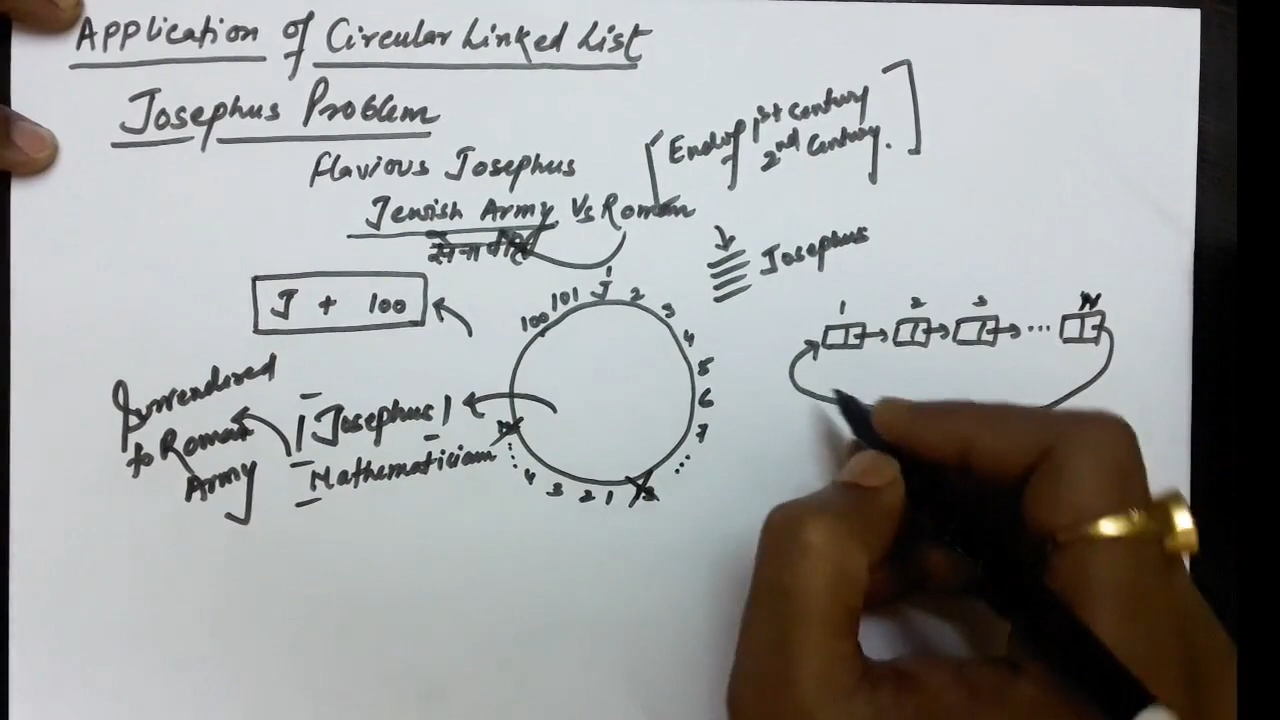 Application of Circular Linked List
Josephus Problem
Flavious Josephus
End of 1st century
2nd Century.
Jewish Army Vs Roman
Josephus
J + 100
100 101 1 J 2 3 4 5 6 7 ...
1 2 3 4 ...
1 2 3 ... N
Surrendered
to Roman
Army
Josephus
Mathematician